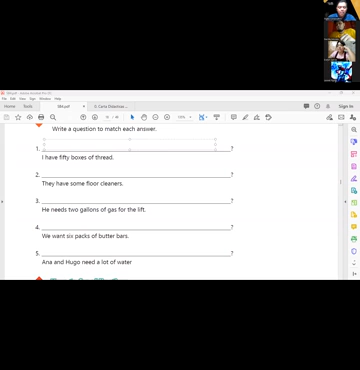 File Edit View Sign Window Help
Home Tools
Sign In
Write a question to match each answer.
1. ?
I have fifty boxes of thread.
2. ?
They have some floor cleaners.
3. ?
He needs two gallons of gas for the lift.
4. ?
We want six packs of butter bars.
5. ?
Ana and Hugo need a lot of water